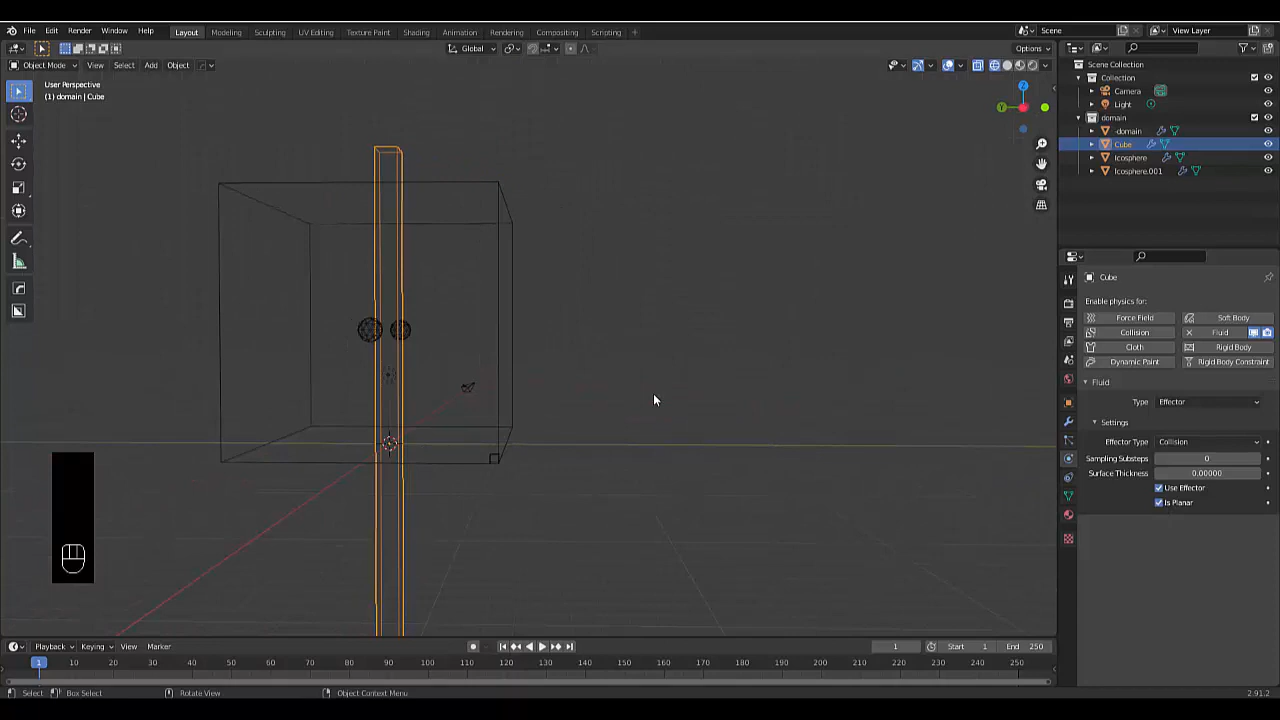 File Edit Render Window Help Layout Modeling Sculpting UV Editing Texture Paint Shading Animation Rendering Compositing Scripting + Scene View Layer
Global Options
Object Mode View Select Add Object
User Perspective
(1) domain | Cube
Z
Y
Scene Collection
Collection
Camera
Light
domain
-domain
Cube
Icosphere
Icosphere.001
Cube
Enable physics for:
Force Field Soft Body
Collision Fluid
Cloth Rigid Body
Dynamic Paint Rigid Body Constraint
Fluid
Type Effector
Settings
Effector Type Collision
Sampling Substeps 0
Surface Thickness 0.00000
Use Effector
Is Planar
Playback Keying View Marker 1 Start 1 End 250
1 10 20 30 40 50 60 70 80 90 100 110 120 130 140 150 160 170 180 190 200 210 220 230 240 250
Select Box Select Rotate View Object Context Menu 2.91.2